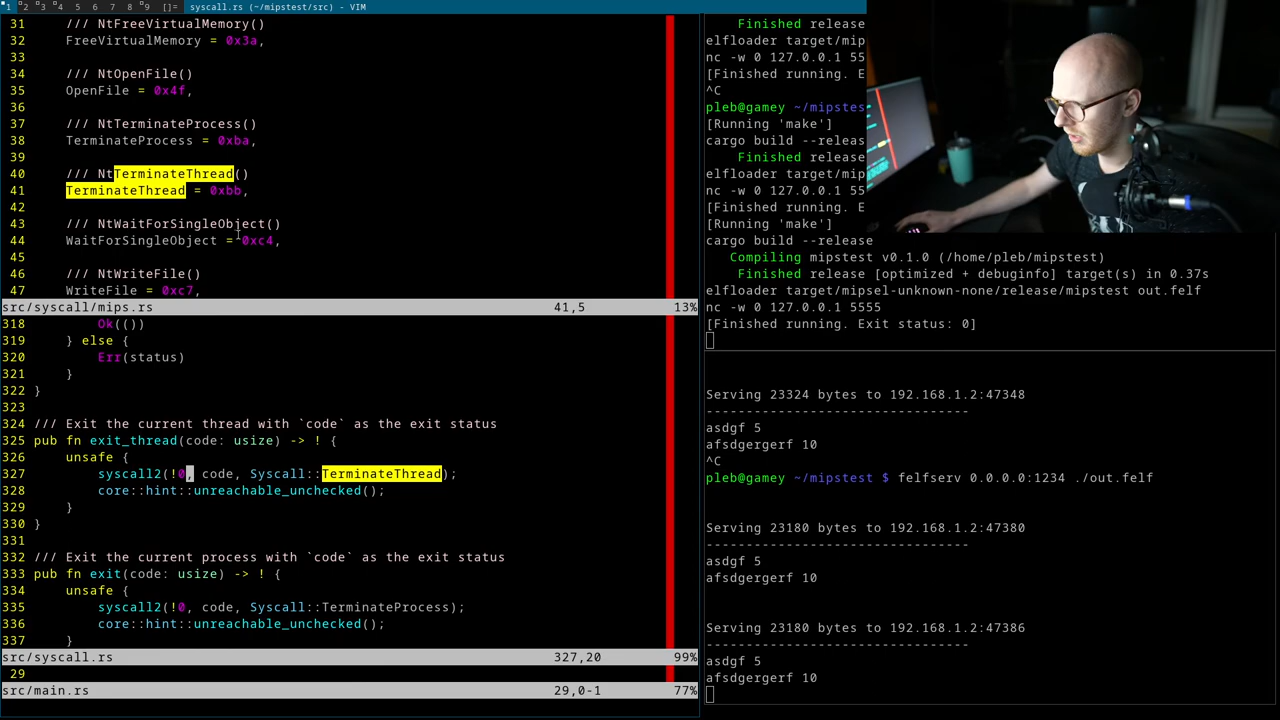 1 2 3 4 5 6 7 8 9 []= syscall.rs (~/mipstest/src) - VIM
31 /// NtFreeVirtualMemory()
32 FreeVirtualMemory = 0x3a,
33
34 /// NtOpenFile()
35 OpenFile = 0x4f,
36
37 /// NtTerminateProcess()
38 TerminateProcess = 0xba,
39
40 /// NtTerminateThread()
41 TerminateThread = 0xbb,
42
43 /// NtWaitForSingleObject()
44 WaitForSingleObject = 0xc4,
45
46 /// NtWriteFile()
47 WriteFile = 0xc7,
src/syscall/mips.rs 41,5 13%
318 Ok(())
319 } else {
320 Err(status)
321 }
322 }
323
324 /// Exit the current thread with `code` as the exit status
325 pub fn exit_thread(code: usize) -> ! {
326 unsafe {
327 syscall2(!0, code, Syscall::TerminateThread);
328 core::hint::unreachable_unchecked();
329 }
330 }
331
332 /// Exit the current process with `code` as the exit status
333 pub fn exit(code: usize) -> ! {
334 unsafe {
335 syscall2(!0, code, Syscall::TerminateProcess);
336 core::hint::unreachable_unchecked();
337 }
src/syscall.rs 327,20 99%
29
src/main.rs 29,0-1 77%
Finished release
elfloader target/mip
nc -w 0 127.0.0.1 55
[Finished running. E
^C
pleb@gamey ~/mipstes
[Running 'make']
cargo build --release
Finished release
elfloader target/mip
nc -w 0 127.0.0.1 55
[Finished running. E
[Running 'make']
cargo build --release
Compiling mipstest v0.1.0 (/home/pleb/mipstest)
Finished release [optimized + debuginfo] target(s) in 0.37s
elfloader target/mipsel-unknown-none/release/mipstest out.felf
nc -w 0 127.0.0.1 5555
[Finished running. Exit status: 0]
Serving 23324 bytes to 192.168.1.2:47348
---------------------------------
asdgf 5
afsdgergerf 10
^C
pleb@gamey ~/mipstest $ felfserv 0.0.0.0:1234 ./out.felf
Serving 23180 bytes to 192.168.1.2:47380
---------------------------------
asdgf 5
afsdgergerf 10
Serving 23180 bytes to 192.168.1.2:47386
---------------------------------
asdgf 5
afsdgergerf 10